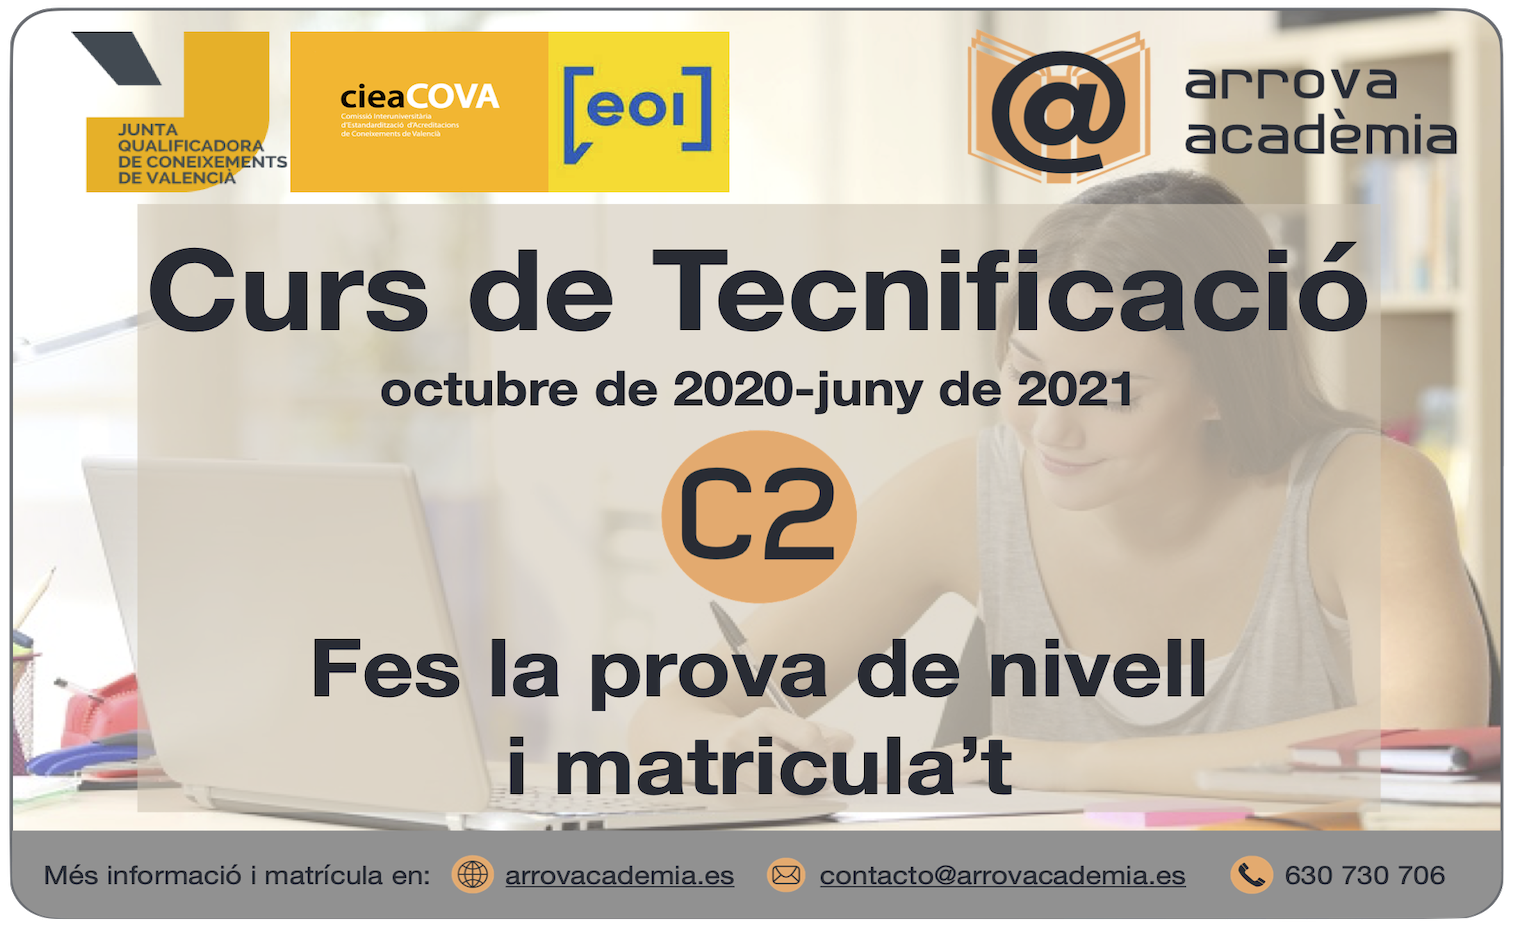 JUNTA
QUALIFICADORA
DE CONEIXEMENTS
DE VALENCIÀ
cieaCOVA
Comissió Interuniversitària
d'Estandardització d'Acreditacions
de Coneixements de Valencià
[eoi]
@
arrova
acadèmia
Curs de Tecnificació
octubre de 2020-juny de 2021
C2
Fes la prova de nivell
i matricula’t
Més informació i matrícula en: arrovacademia.es contacto@arrovacademia.es 630 730 706